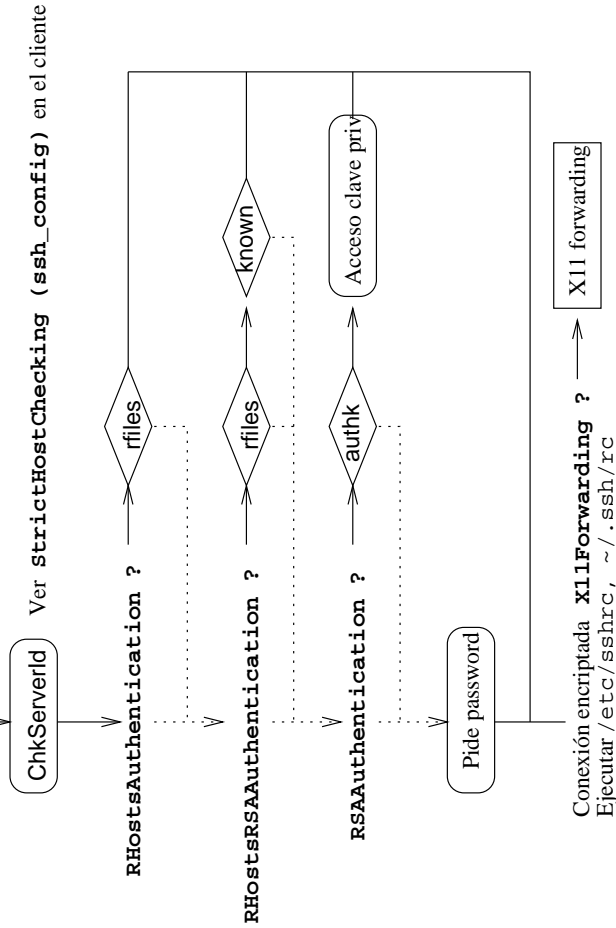 ChkServerId
Ver StrictHostChecking (ssh_config) en el cliente
RHostsAuthentication ?
rfiles
RHostsRSAAuthentication ?
rfiles
known
RSAAuthentication ?
authk
Acceso clave priv
Pide password
Conexión encriptada X11Forwarding ?
X11 forwarding
Ejecutar /etc/sshrc, ~/.ssh/rc